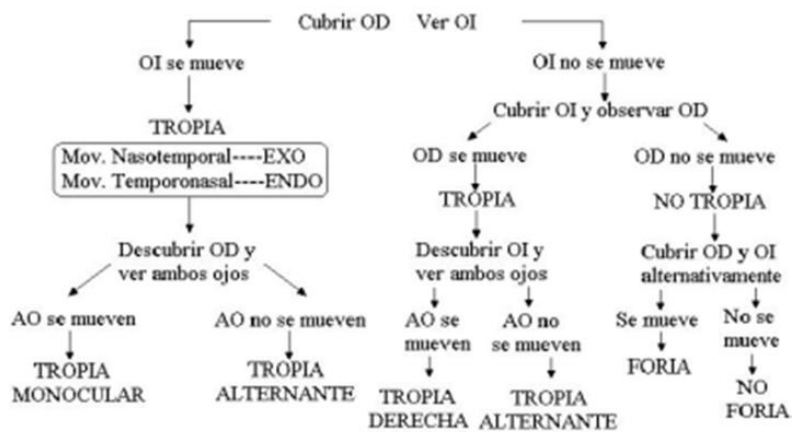 Cubrir OD Ver OI
OI se mueve
TROPIA
Mov. Nasotemporal----EXO
Mov. Temporonasal----ENDO
Descubrir OD y
ver ambos ojos
AO se mueven
TROPIA
MONOCULAR
AO no se mueven
TROPIA
ALTERNANTE
OI no se mueve
Cubrir OI y observar OD
OD se mueve
TROPIA
Descubrir OI y
ver ambos ojos
AO se
mueven
TROPIA
DERECHA
AO no
se mueven
TROPIA
ALTERNANTE
OD no se mueve
NO TROPIA
Cubrir OD y OI
alternativamente
Se mueve
FORIA
No se
mueve
NO
FORIA